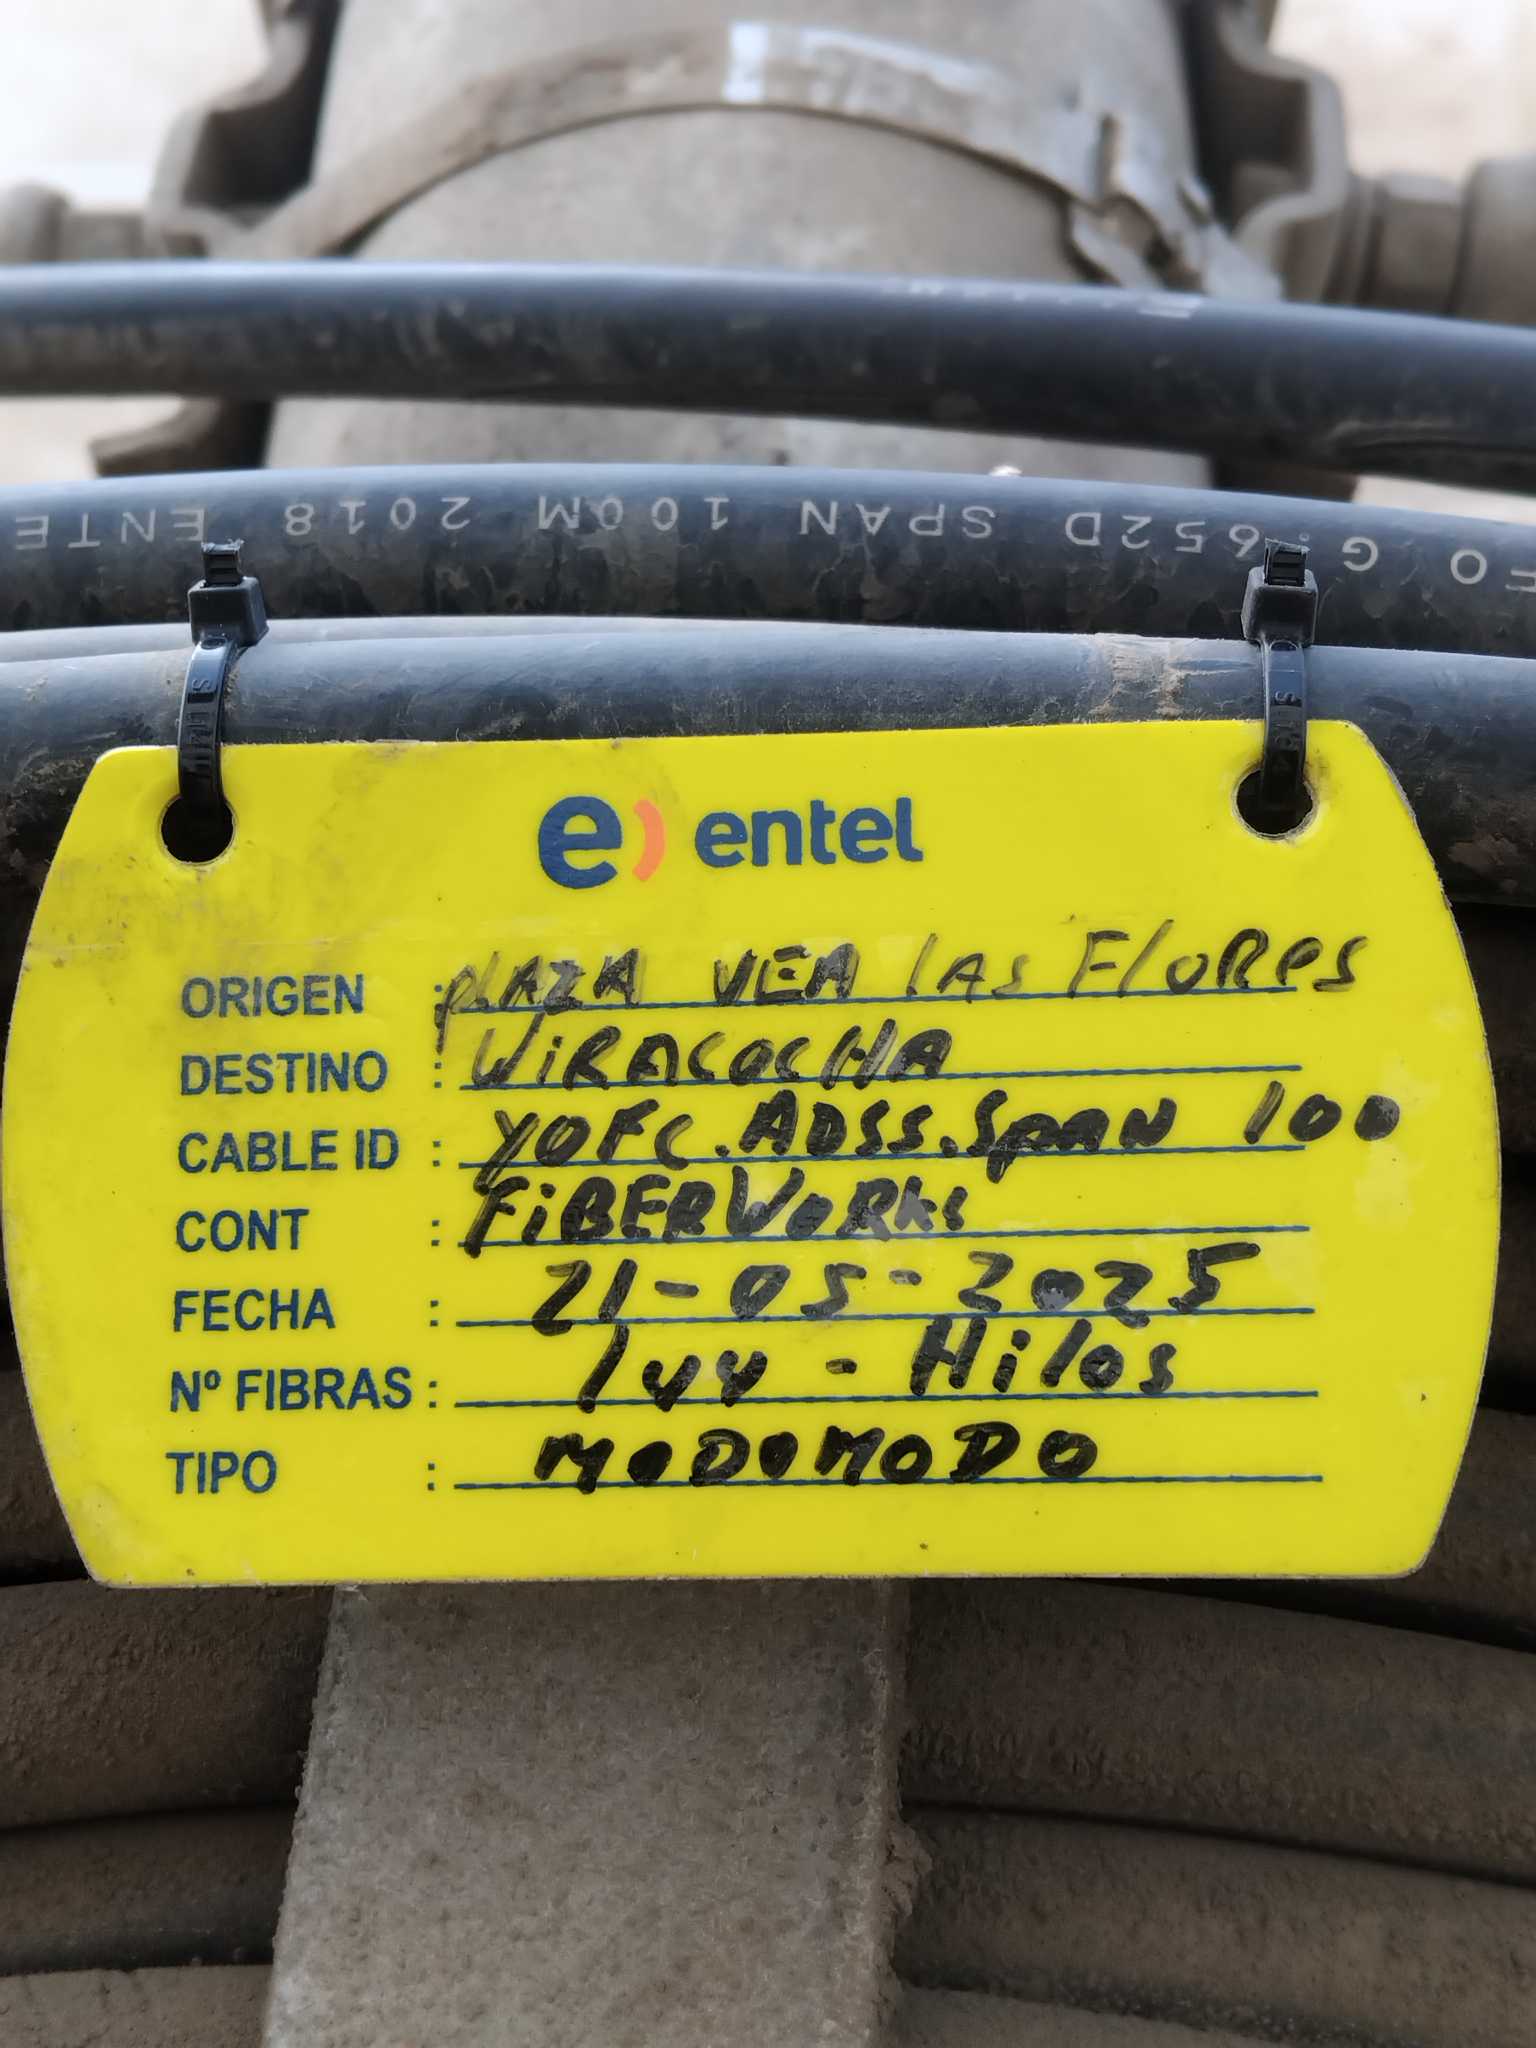 FO G.652D SPAN 100M 2018 ENTE
e) entel
ORIGEN : PLAZA VEA LAS FLORES
DESTINO : WIRACOCHA
CABLE ID : YOFC.ADSS.SPAN 100
CONT : FIBERWORKS
FECHA : 21-05-2025
Nº FIBRAS : 144 - Hilos
TIPO : MODOMODO